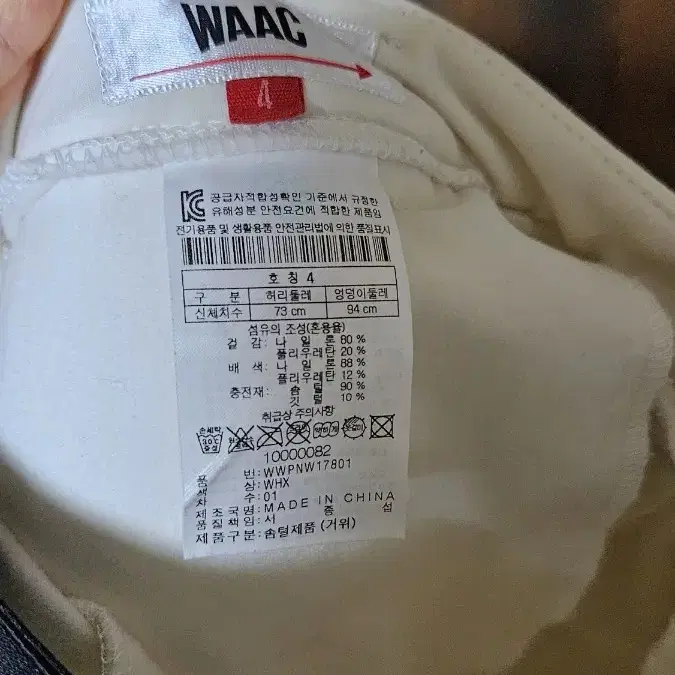 WAAC
4
KC 공급자적합성확인 기준에서 규정한
유해성분 안전요건에 적합한 제품임
전기용품 및 생활용품 안전관리법에 의한 품질표시
호 칭 4
구 분 허리둘레 엉덩이둘레
신체치수 73 cm 94 cm
섬유의 조성(혼용율)
겉 감: 나 일 론 80 %
폴리우레탄 20 %
배 색: 나 일 론 88 %
폴리우레탄 12 %
충전재: 솜 털 90 %
깃 털 10 %
취급상 주의사항
손세탁
30℃
중성
10000082
품 번: WWPNW17801
색 상: WHX
차 수: 01
제 조 국명: MADE IN CHINA
품질책임: 서 종 섭
제품구분: 솜털제품 (거위)